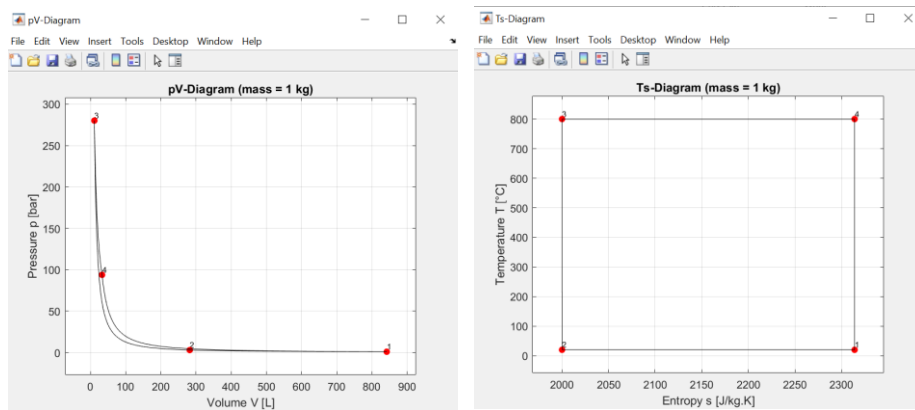 pV-Diagram
File Edit View Insert Tools Desktop Window Help
pV-Diagram (mass = 1 kg)
300
250
200
150
100
50
0
Pressure p [bar]
3
4
2
1
0 100 200 300 400 500 600 700 800 900
Volume V [L]
Ts-Diagram
File Edit View Insert Tools Desktop Window Help
Ts-Diagram (mass = 1 kg)
800
700
600
500
400
300
200
100
0
Temperature T [°C]
3
4
2
1
2000 2050 2100 2150 2200 2250 2300
Entropy s [J/kg.K]